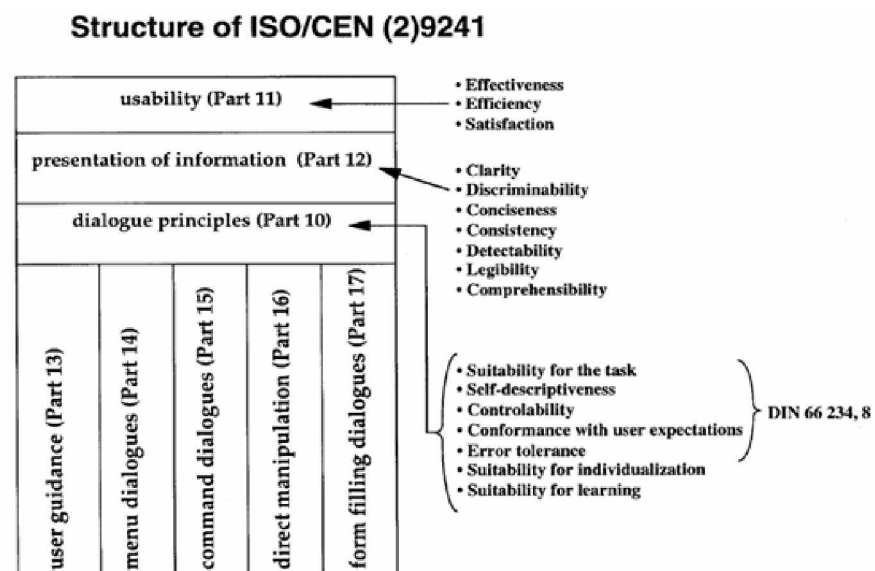 Structure of ISO/CEN (2)9241
usability (Part 11)
• Effectiveness
• Efficiency
• Satisfaction
presentation of information (Part 12)
• Clarity
• Discriminability
• Conciseness
• Consistency
• Detectability
• Legibility
• Comprehensibility
dialogue principles (Part 10)
user guidance (Part 13)
menu dialogues (Part 14)
command dialogues (Part 15)
direct manipulation (Part 16)
form filling dialogues (Part 17)
• Suitability for the task
• Self-descriptiveness
• Controlability
• Conformance with user expectations
• Error tolerance
• Suitability for individualization
• Suitability for learning
DIN 66 234, 8